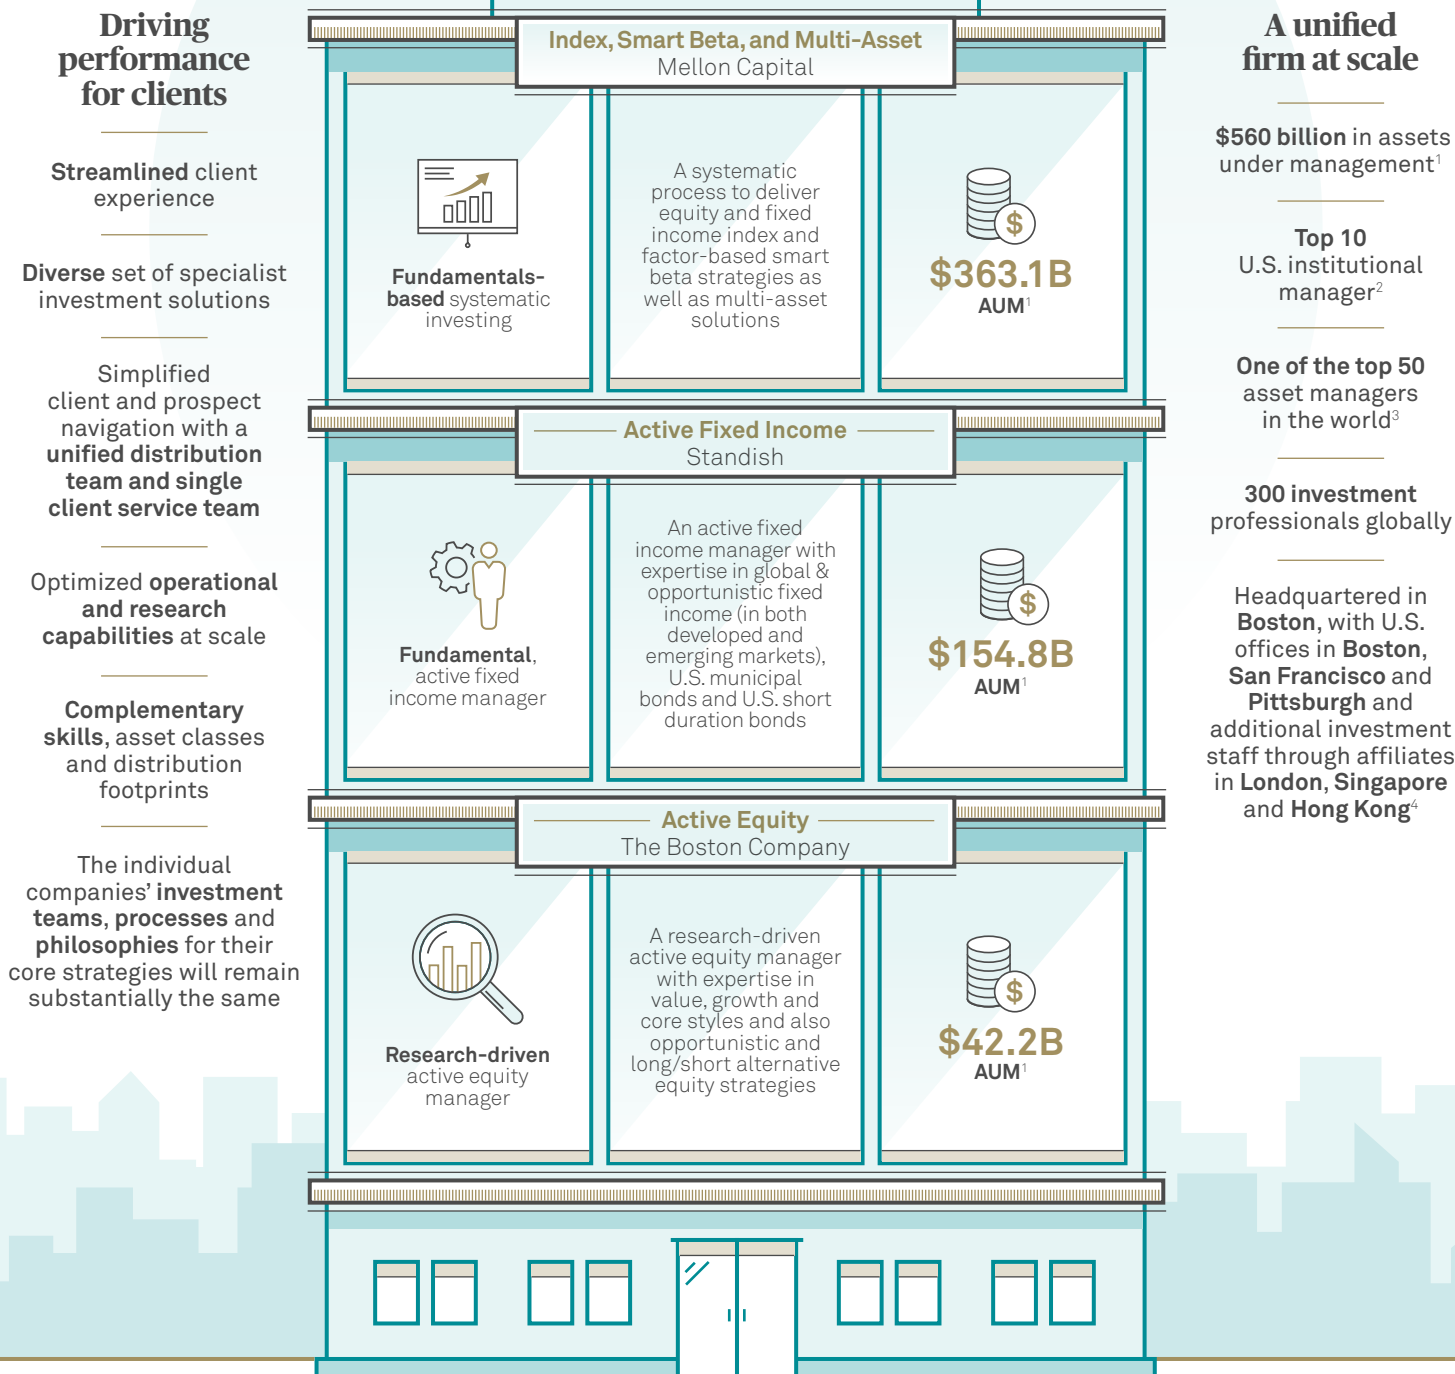 Driving
performance
for clients
Streamlined client
experience
Diverse set of specialist
investment solutions
Simplified
client and prospect
navigation with a
unified distribution
team and single
client service team
Optimized operational
and research
capabilities at scale
Complementary
skills, asset classes
and distribution
footprints
The individual
companies' investment
teams, processes and
philosophies for their
core strategies will remain
substantially the same
Index, Smart Beta, and Multi-Asset
Mellon Capital
Fundamentals-
based systematic
investing
A systematic
process to deliver
equity and fixed
income index and
factor-based smart
beta strategies as
well as multi-asset
solutions
$
$363.1B
AUM1
Active Fixed Income
Standish
Fundamental,
active fixed
income manager
An active fixed
income manager with
expertise in global &
opportunistic fixed
income (in both
developed and
emerging markets),
U.S. municipal
bonds and U.S. short
duration bonds
$
$154.8B
AUM1
Active Equity
The Boston Company
Research-driven
active equity
manager
A research-driven
active equity manager
with expertise in
value, growth and
core styles and also
opportunistic and
long/short alternative
equity strategies
$
$42.2B
AUM1
A unified
firm at scale
$560 billion in assets
under management1
Top 10
U.S. institutional
manager2
One of the top 50
asset managers
in the world3
300 investment
professionals globally
Headquartered in
Boston, with U.S.
offices in Boston,
San Francisco and
Pittsburgh and
additional investment
staff through affiliates
in London, Singapore
and Hong Kong4